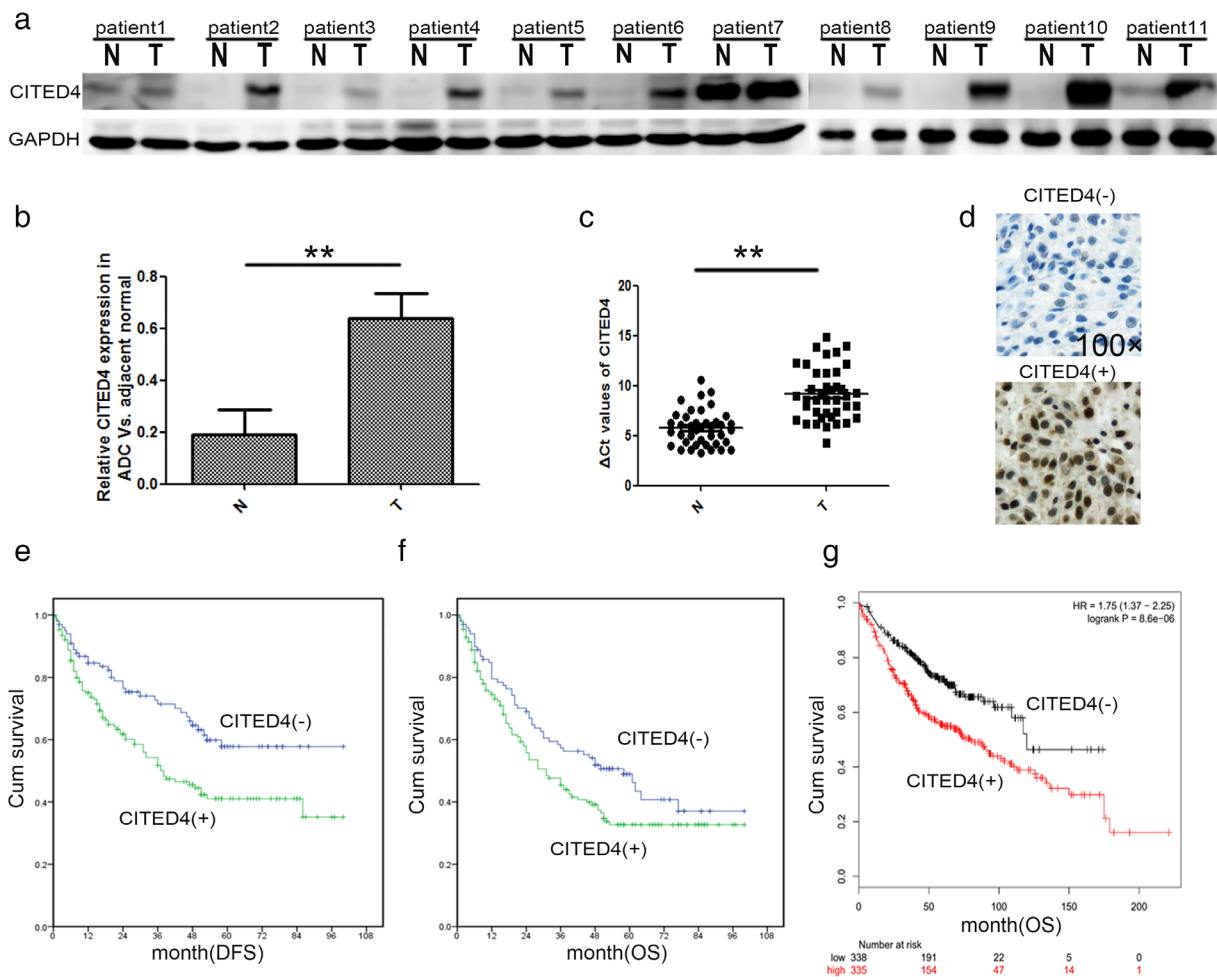 a
patient1 patient2 patient3 patient4 patient5 patient6 patient7 patient8 patient9 patient10 patient11
N T N T N T N T N T N T N T N T N T N T N T
CITED4
GAPDH
b
**
Relative CITED4 expression in
ADC Vs. adjacent normal
0.8
0.6
0.4
0.2
0.0
N T
c
**
ΔCt values of CITED4
20
15
10
5
0
N T
d
CITED4(-)
100×
CITED4(+)
e
Cum survival
1.0
0.8
0.6
0.4
0.2
0.0
CITED4(-)
CITED4(+)
0 12 24 36 48 60 72 84 96 108
month(DFS)
f
Cum survival
1.0
0.8
0.6
0.4
0.2
0.0
CITED4(-)
CITED4(+)
0 12 24 36 48 60 72 84 96 108
month(OS)
g
HR = 1.75 (1.37 − 2.25)
logrank P = 8.6e−06
Cum survival
1.0
0.8
0.6
0.4
0.2
0.0
CITED4(-)
CITED4(+)
0 50 100 150 200
month(OS)
Number at risk
low 338 191 22 5 0
high 335 154 47 14 1